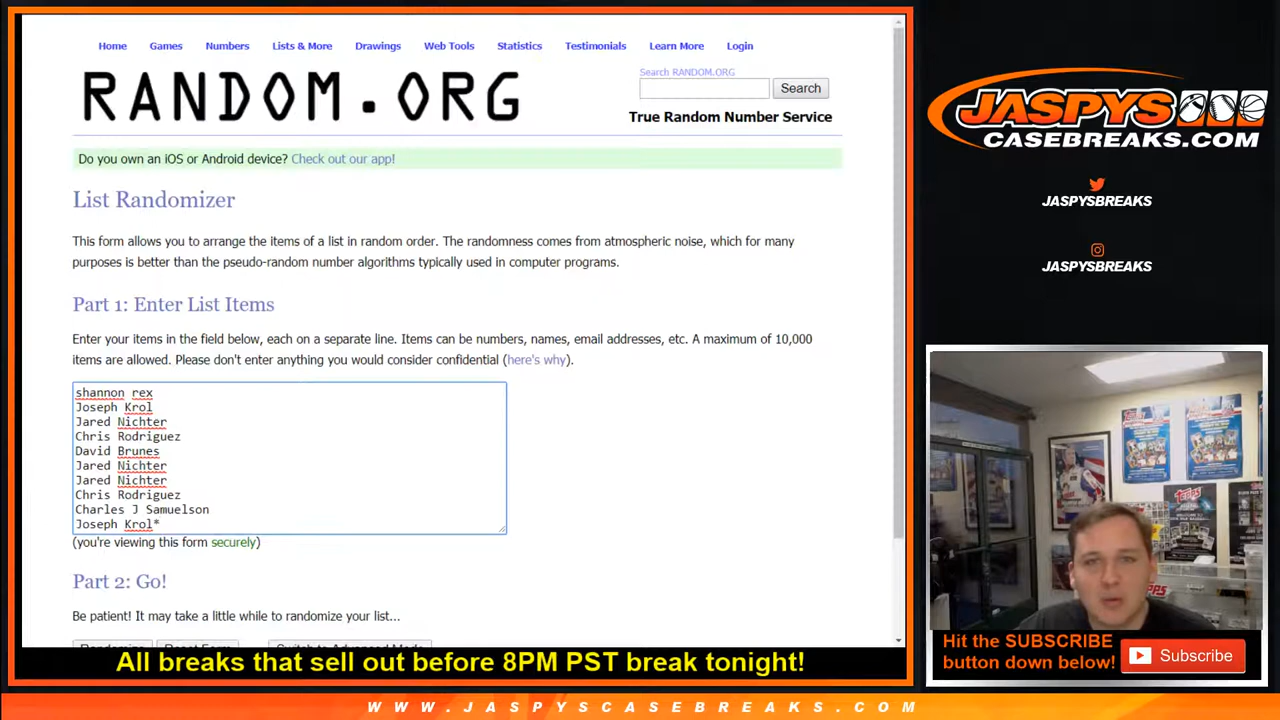 Home Games Numbers Lists & More Drawings Web Tools Statistics Testimonials Learn More Login
RANDOM.ORG
Search RANDOM.ORG
Search
True Random Number Service
Do you own an iOS or Android device? Check out our app!
List Randomizer
This form allows you to arrange the items of a list in random order. The randomness comes from atmospheric noise, which for many
purposes is better than the pseudo-random number algorithms typically used in computer programs.
Part 1: Enter List Items
Enter your items in the field below, each on a separate line. Items can be numbers, names, email addresses, etc. A maximum of 10,000
items are allowed. Please don't enter anything you would consider confidential (here's why).
shannon rex
Joseph Krol
Jared Nichter
Chris Rodriguez
David Brunes
Jared Nichter
Jared Nichter
Chris Rodriguez
Charles J Samuelson
Joseph Krol*
(you're viewing this form securely)
Part 2: Go!
Be patient! It may take a little while to randomize your list...
Randomize Reset Form Switch to Advanced Mode
All breaks that sell out before 8PM PST break tonight!
WWW.JASPYSCASEBREAKS.COM
JASPYS
CASEBREAKS.COM
JASPYSBREAKS
JASPYSBREAKS
topps
TOPPS
Hit the SUBSCRIBE
button down below!
Subscribe